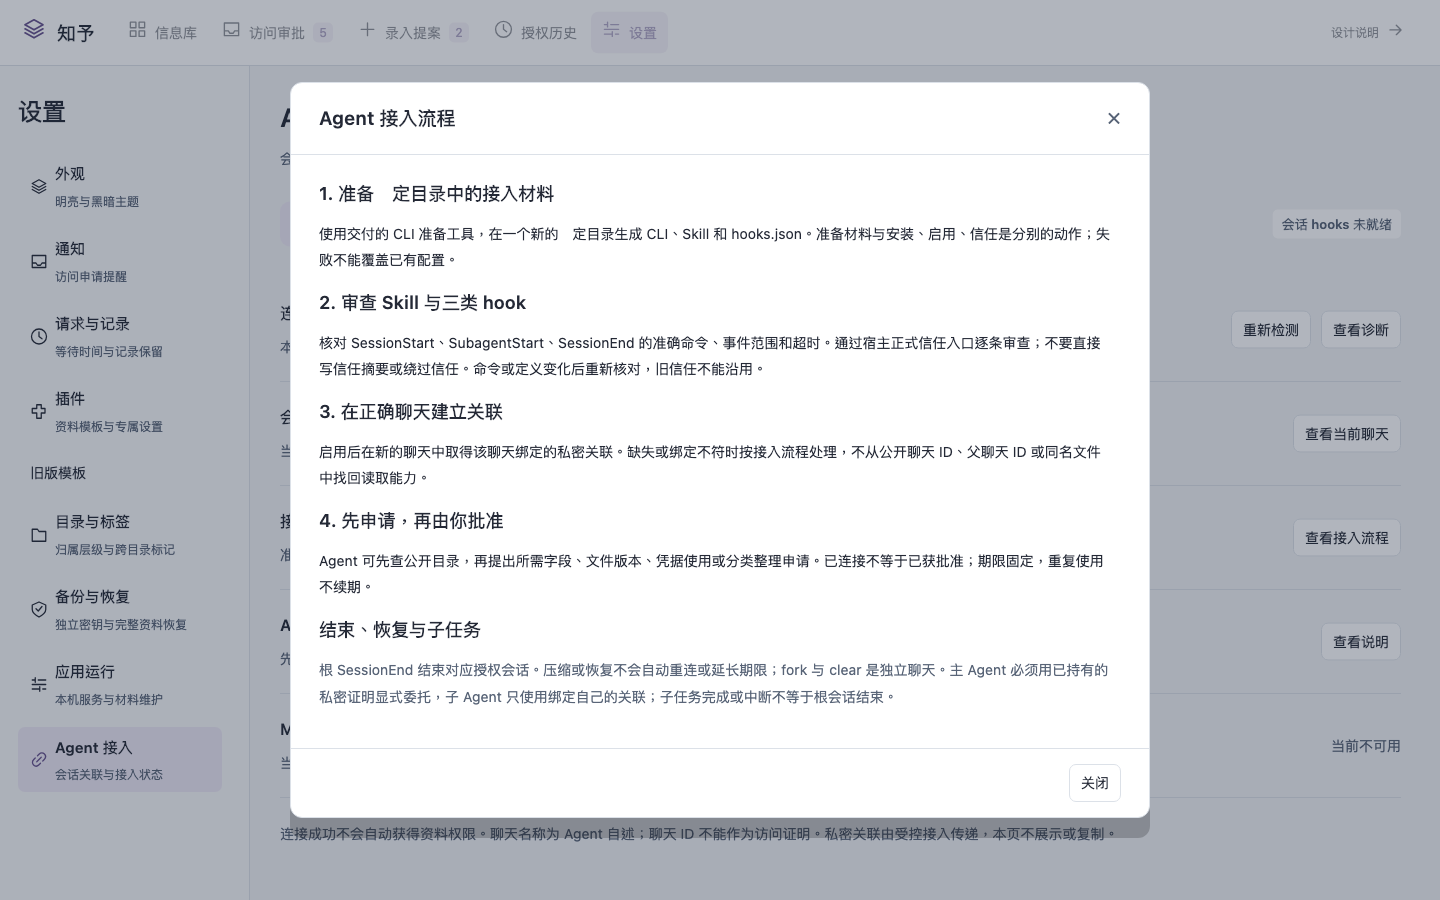 知予
信息库
访问审批 5
录入提案 2
授权历史
设置
设计说明
设置
外观
明亮与黑暗主题
通知
访问申请提醒
请求与记录
等待时间与记录保留
插件
资料模板与专属设置
旧版模板
目录与标签
归属层级与跨目录标记
备份与恢复
独立密钥与完整资料恢复
应用运行
本机服务与材料维护
Agent 接入
会话关联与接入状态
会话 hooks 未就绪
重新检测
查看诊断
查看当前聊天
查看接入流程
查看说明
当前不可用
Agent 接入流程
1. 准备　定目录中的接入材料
使用交付的 CLI 准备工具，在一个新的　定目录生成 CLI、Skill 和 hooks.json。准备材料与安装、启用、信任是分别的动作；失
败不能覆盖已有配置。
2. 审查 Skill 与三类 hook
核对 SessionStart、SubagentStart、SessionEnd 的准确命令、事件范围和超时。通过宿主正式信任入口逐条审查；不要直接
写信任摘要或绕过信任。命令或定义变化后重新核对，旧信任不能沿用。
3. 在正确聊天建立关联
启用后在新的聊天中取得该聊天绑定的私密关联。缺失或绑定不符时按接入流程处理，不从公开聊天 ID、父聊天 ID 或同名文件
中找回读取能力。
4. 先申请，再由你批准
Agent 可先查公开目录，再提出所需字段、文件版本、凭据使用或分类整理申请。已连接不等于已获批准；期限固定，重复使用
不续期。
结束、恢复与子任务
根 SessionEnd 结束对应授权会话。压缩或恢复不会自动重连或延长期限；fork 与 clear 是独立聊天。主 Agent 必须用已持有的
私密证明显式委托，子 Agent 只使用绑定自己的关联；子任务完成或中断不等于根会话结束。
关闭
连接成功不会自动获得资料权限。聊天名称为 Agent 自述；聊天 ID 不能作为访问证明。私密关联由受控接入传递，本页不展示或复制。